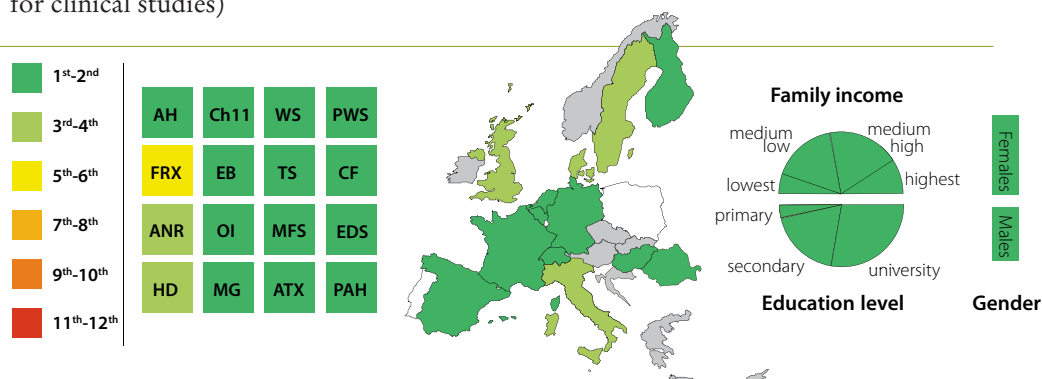 for clinical studies)
1st-2nd
3rd-4th
5th-6th
7th-8th
9th-10th
11th-12th
AH Ch11 WS PWS
FRX EB TS CF
ANR OI MFS EDS
HD MG ATX PAH
Family income
medium
low
medium
high
lowest
highest
primary
secondary
university
Education level
Females
Males
Gender